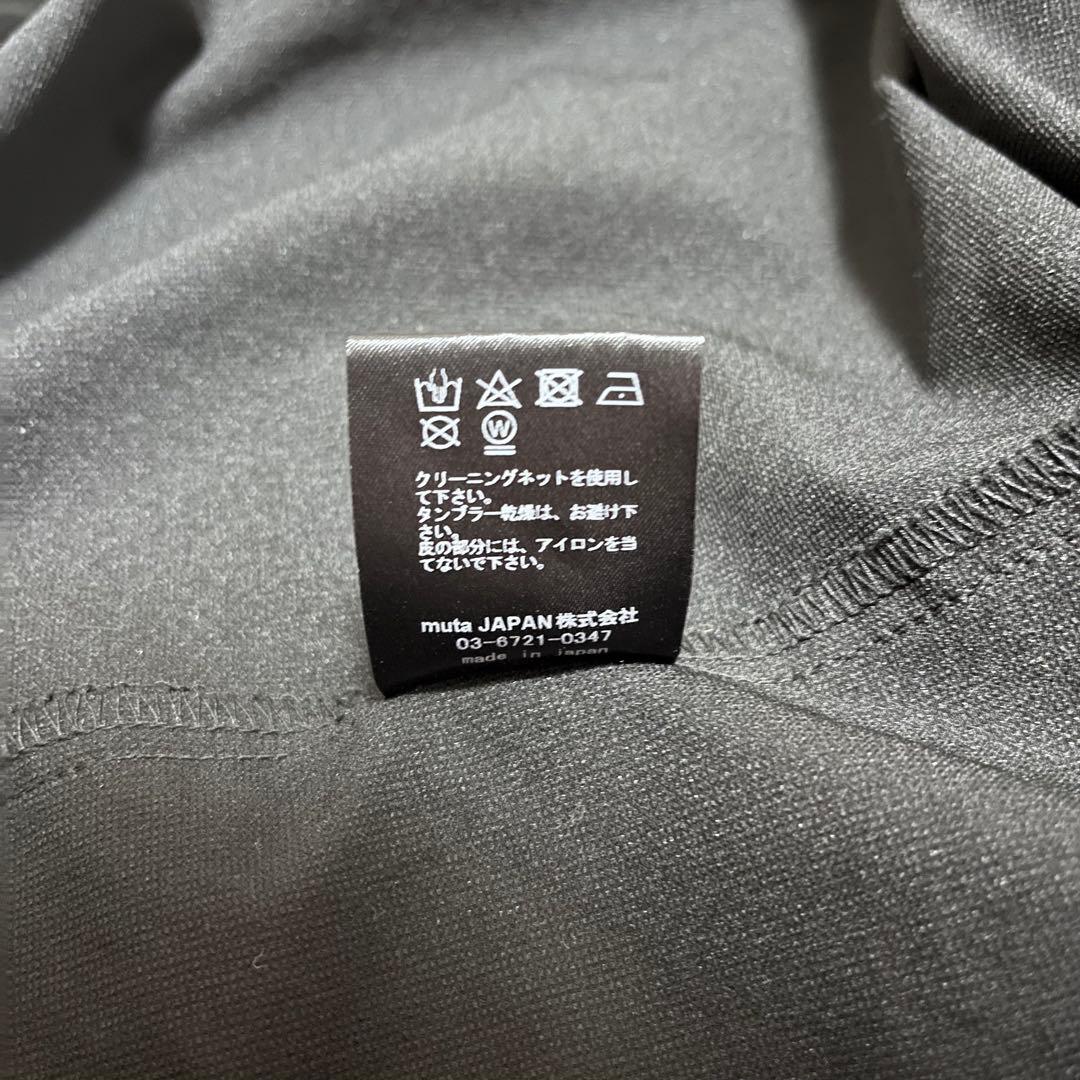 W
クリーニングネットを使用し
て下さい。
タンブラー乾燥は、お避け下
さい。
皮の部分には、アイロンを当
てないで下さい。
muta JAPAN株式会社
03-6721-0347
made in japan